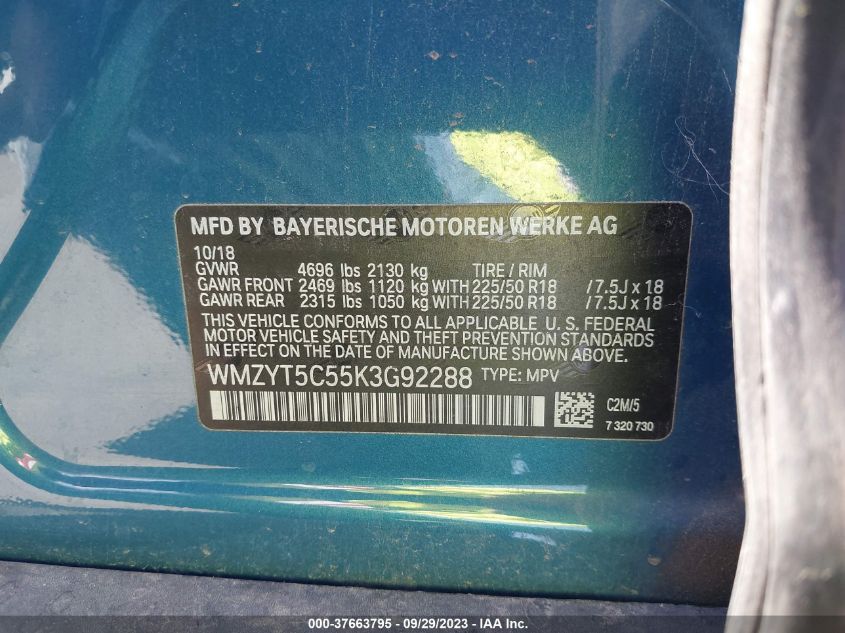 MFD BY BAYERISCHE MOTOREN WERKE AG
10/18
GVWR 4696 lbs 2130 kg TIRE / RIM
GAWR FRONT 2469 lbs 1120 kg WITH 225/50 R18 /7.5J x 18
GAWR REAR 2315 lbs 1050 kg WITH 225/50 R18 /7.5J x 18
THIS VEHICLE CONFORMS TO ALL APPLICABLE U. S. FEDERAL
MOTOR VEHICLE SAFETY AND THEFT PREVENTION STANDARDS
IN EFFECT ON THE DATE OF MANUFACTURE SHOWN ABOVE.
WMZYT5C55K3G92288 TYPE: MPV
C2M/5
7 320 730
000-37663795 - 09/29/2023 - IAA Inc.